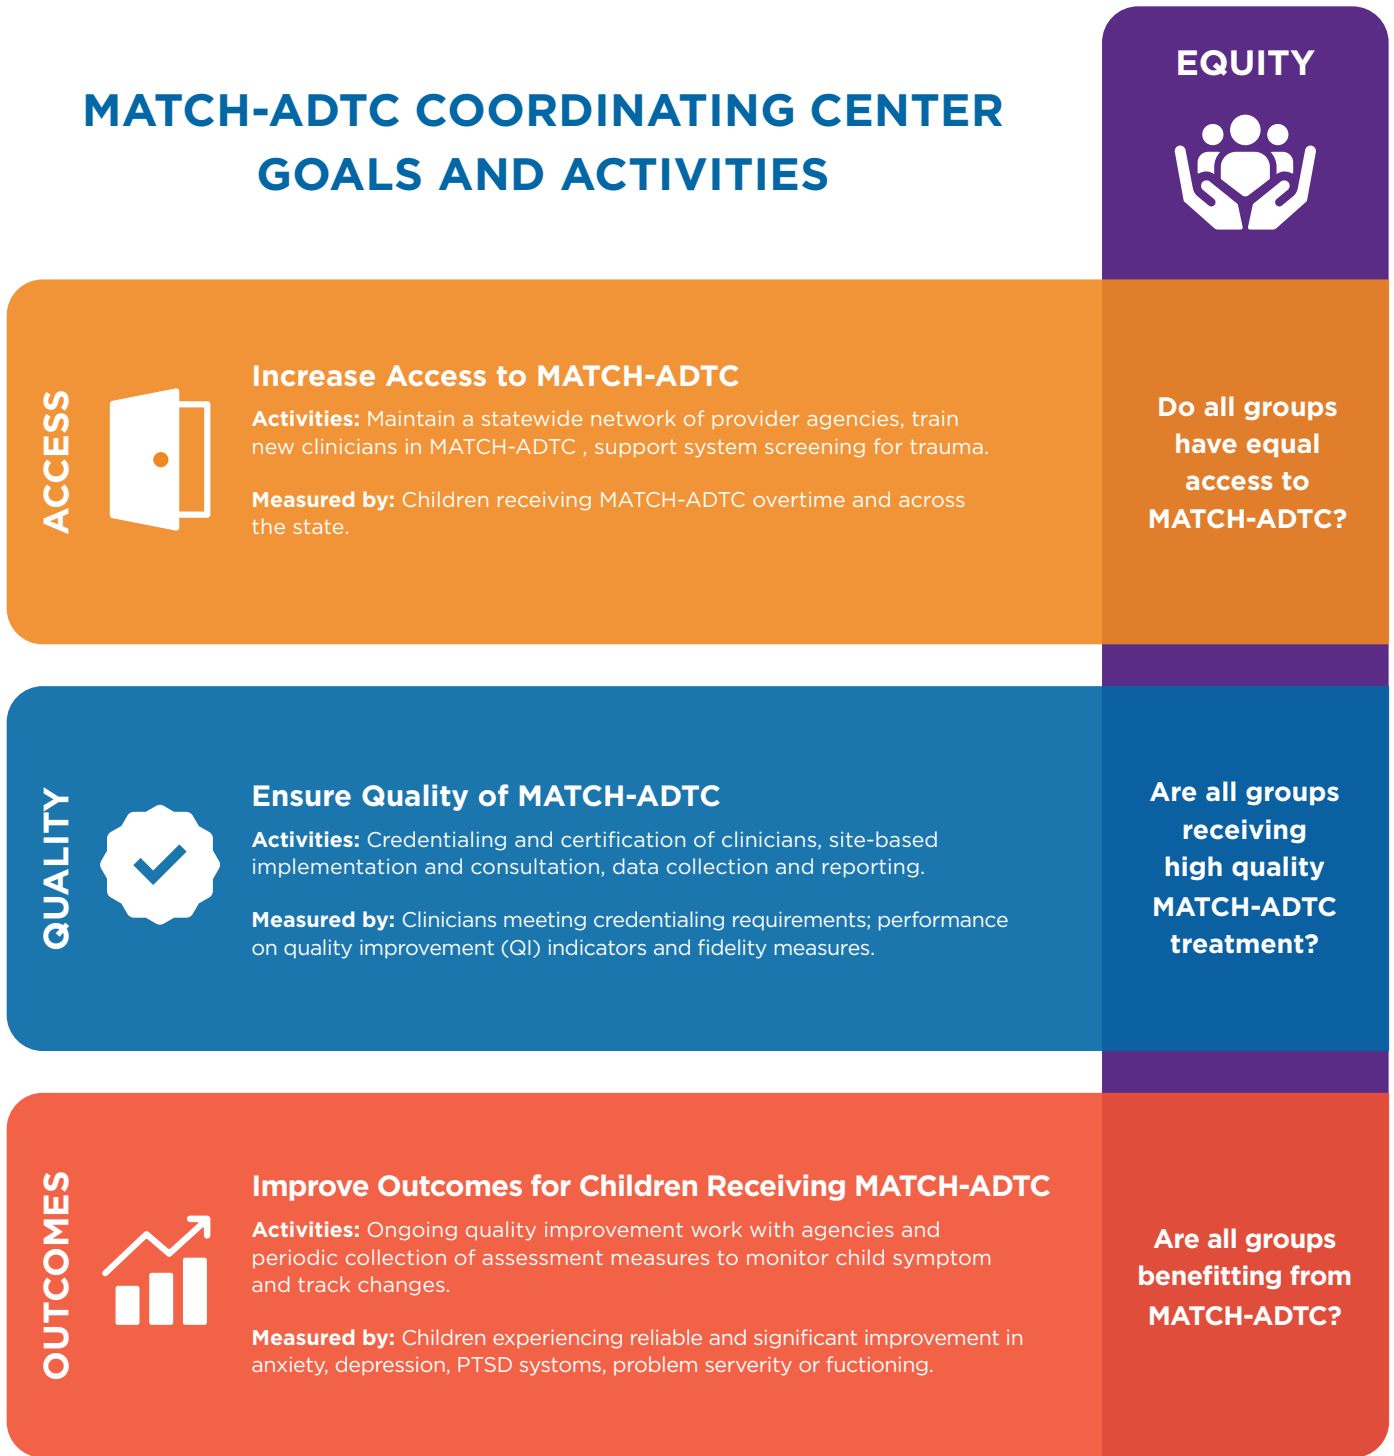 MATCH-ADTC COORDINATING CENTER
GOALS AND ACTIVITIES
EQUITY
ACCESS
Increase Access to MATCH-ADTC
Activities: Maintain a statewide network of provider agencies, train
new clinicians in MATCH-ADTC , support system screening for trauma.
Measured by: Children receiving MATCH-ADTC overtime and across
the state.
Do all groups
have equal
access to
MATCH-ADTC?
QUALITY
Ensure Quality of MATCH-ADTC
Activities: Credentialing and certification of clinicians, site-based
implementation and consultation, data collection and reporting.
Measured by: Clinicians meeting credentialing requirements; performance
on quality improvement (QI) indicators and fidelity measures.
Are all groups
receiving
high quality
MATCH-ADTC
treatment?
OUTCOMES
Improve Outcomes for Children Receiving MATCH-ADTC
Activities: Ongoing quality improvement work with agencies and
periodic collection of assessment measures to monitor child symptom
and track changes.
Measured by: Children experiencing reliable and significant improvement in
anxiety, depression, PTSD systoms, problem serverity or fuctioning.
Are all groups
benefitting from
MATCH-ADTC?